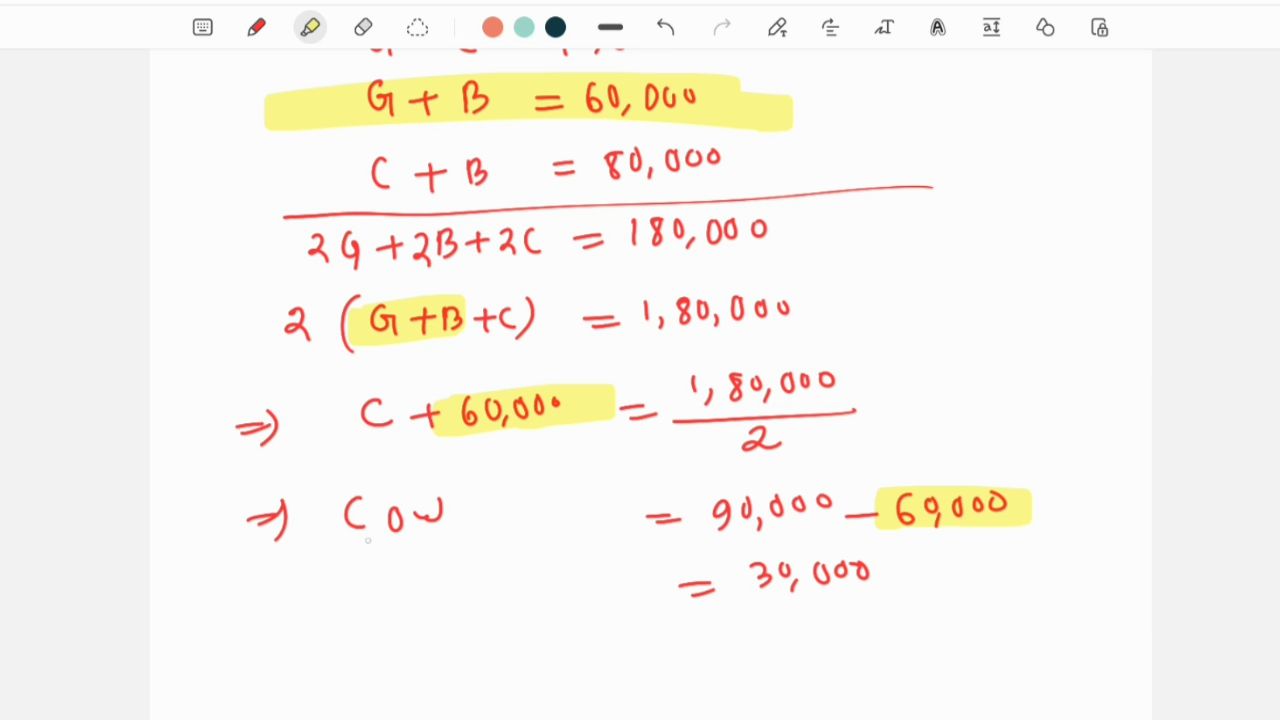 G + B = 60,000
C + B = 80,000
2G + 2B + 2C = 180,000
2 (G + B + C) = 1,80,000
⇒ C + 60,000 = 1,80,000 / 2
⇒ COW = 90,000 - 60,000
= 30,000